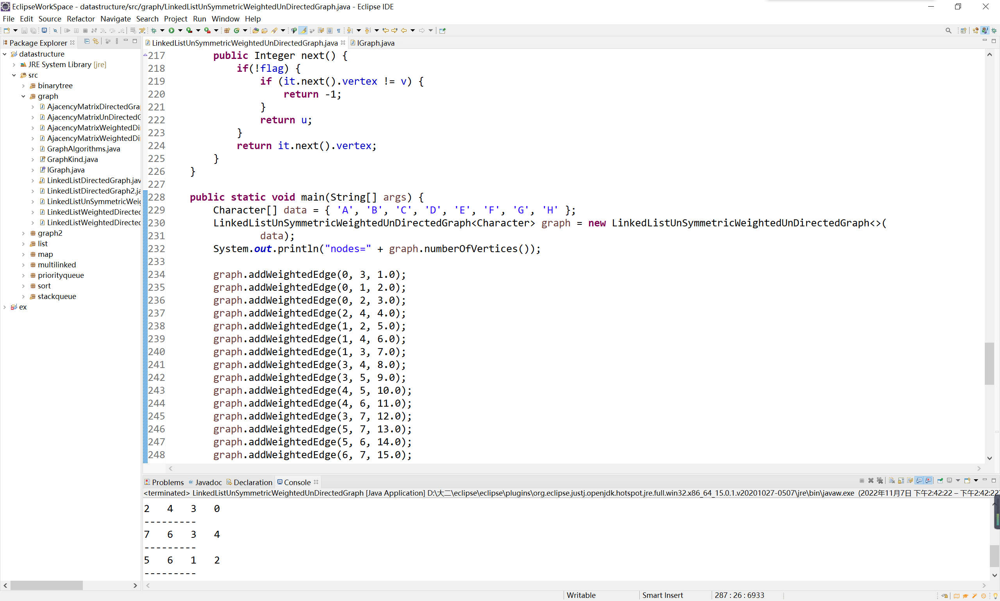 EclipseWorkSpace - datastructure/src/graph/LinkedListUnSymmetricWeightedUnDirectedGraph.java - Eclipse IDE
File Edit Source Refactor Navigate Search Project Run Window Help
Package Explorer
datastructure
JRE System Library [jre]
src
binarytree
graph
AjacencyMatrixDirectedGra
AjacencyMatrixUnDirectedG
AjacencyMatrixWeightedDi
AjacencyMatrixWeightedDi
GraphAlgorithms.java
GraphKind.java
IGraph.java
LinkedListDirectedGraph.jav
LinkedListDirectedGraph2.ja
LinkedListUnSymmetricWeig
LinkedListWeightedDirected
LinkedListWeightedDirected
graph2
list
map
multilinked
priorityqueue
sort
stackqueue
ex
LinkedListUnSymmetricWeightedUnDirectedGraph.java IGraph.java
217 public Integer next() {
218 if(!flag) {
219 if (it.next().vertex != v) {
220 return -1;
221 }
222 return u;
223 }
224 return it.next().vertex;
225 }
226 }
227
228 public static void main(String[] args) {
229 Character[] data = { 'A', 'B', 'C', 'D', 'E', 'F', 'G', 'H' };
230 LinkedListUnSymmetricWeightedUnDirectedGraph<Character> graph = new LinkedListUnSymmetricWeightedUnDirectedGraph<>(
231 data);
232 System.out.println("nodes=" + graph.numberOfVertices());
233
234 graph.addWeightedEdge(0, 3, 1.0);
235 graph.addWeightedEdge(0, 1, 2.0);
236 graph.addWeightedEdge(0, 2, 3.0);
237 graph.addWeightedEdge(2, 4, 4.0);
238 graph.addWeightedEdge(1, 2, 5.0);
239 graph.addWeightedEdge(1, 4, 6.0);
240 graph.addWeightedEdge(1, 3, 7.0);
241 graph.addWeightedEdge(3, 4, 8.0);
242 graph.addWeightedEdge(3, 5, 9.0);
243 graph.addWeightedEdge(4, 5, 10.0);
244 graph.addWeightedEdge(4, 6, 11.0);
245 graph.addWeightedEdge(3, 7, 12.0);
246 graph.addWeightedEdge(5, 7, 13.0);
247 graph.addWeightedEdge(5, 6, 14.0);
248 graph.addWeightedEdge(6, 7, 15.0);
Problems Javadoc Declaration Console
<terminated> LinkedListUnSymmetricWeightedUnDirectedGraph [Java Application] D:\大二\eclipse\eclipse\plugins\org.eclipse.justj.openjdk.hotspot.jre.full.win32.x86_64_15.0.1.v20201027-0507\jre\bin\javaw.exe (2022年11月7日 下午2:42:22 – 下午2:42:22
2 4 3 0
---------
7 6 3 4
---------
5 6 1 2
---------
Writable Smart Insert 287 : 26 : 6933